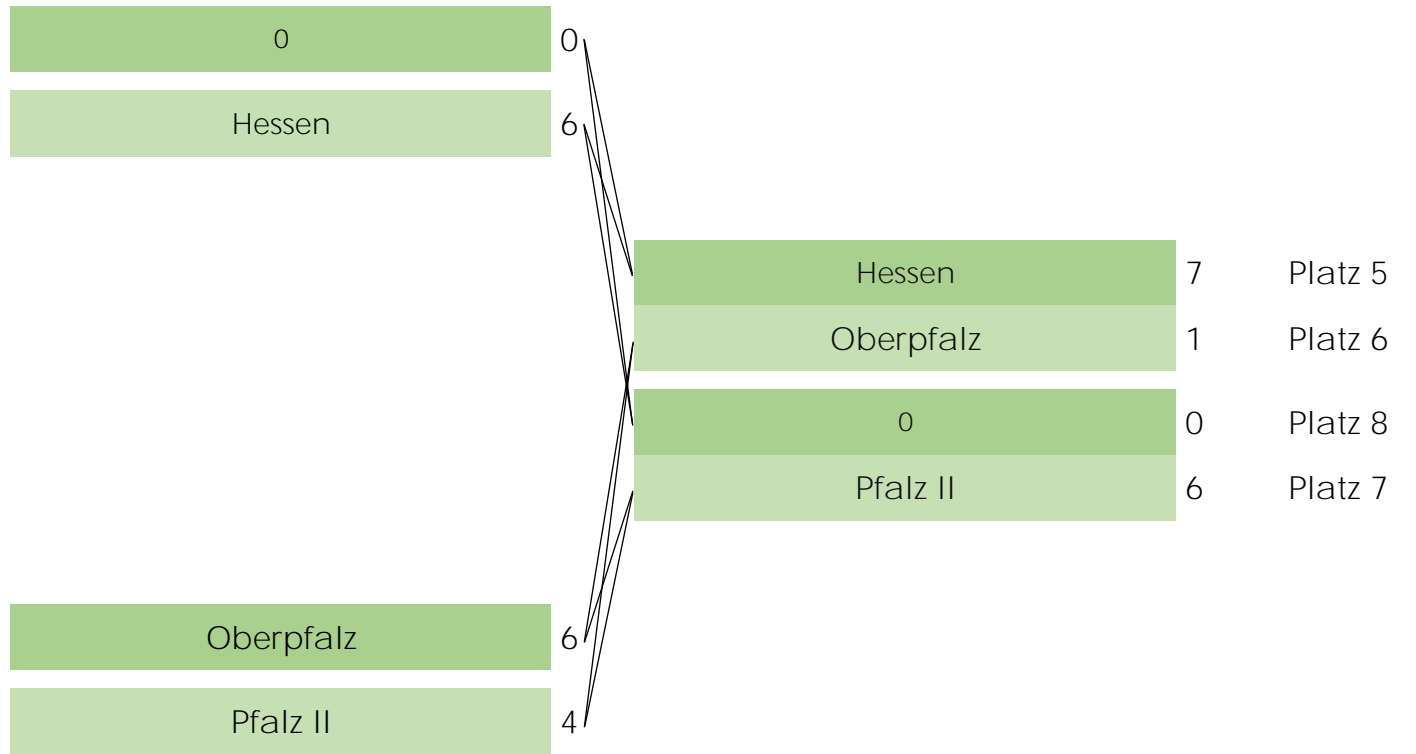 0 0
Hessen 6
Hessen 7 Platz 5
Oberpfalz 1 Platz 6
0 0 Platz 8
Pfalz II 6 Platz 7
Oberpfalz 6
Pfalz II 4